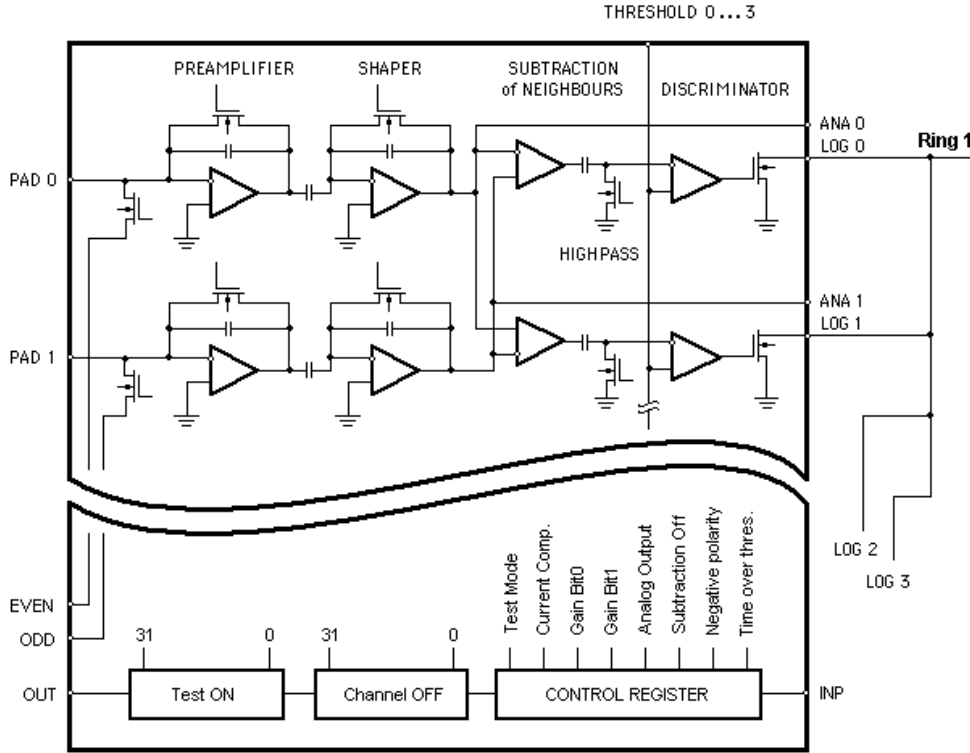 THRESHOLD 0...3
PREAMPLIFIER
SHAPER
SUBTRACTION
of NEIGHBOURS
DISCRIMINATOR
ANA 0
LOG 0
Ring 1
PAD 0
HIGHPASS
ANA 1
LOG 1
PAD 1
LOG 2
LOG 3
EVEN
ODD
31
0
31
0
Test Mode
Current Comp.
Gain Bit0
Gain Bit1
Analog Output
Subtraction Off
Negative polarity
Time over thres.
OUT
Test ON
Channel OFF
CONTROL REGISTER
INP